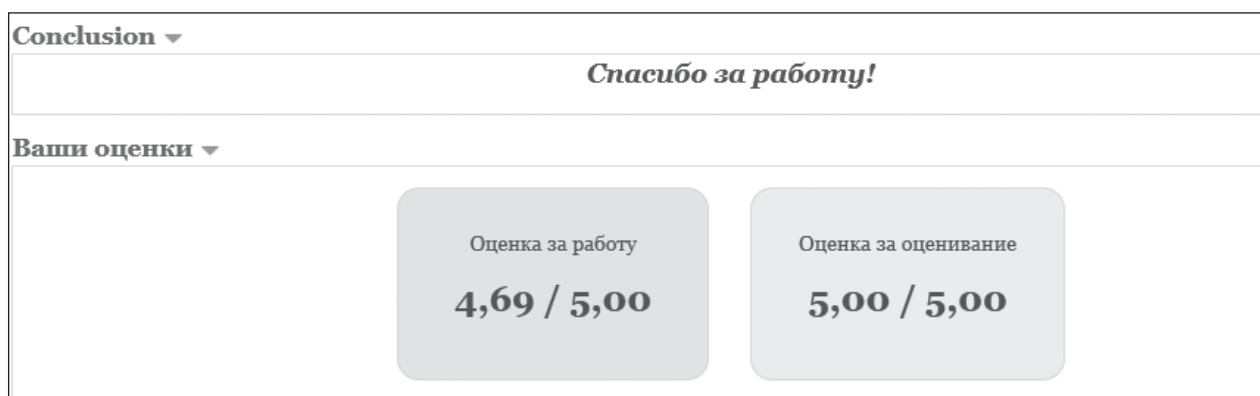 Conclusion
Спасибо за работу!
Ваши оценки
Оценка за работу
4,69 / 5,00
Оценка за оценивание
5,00 / 5,00